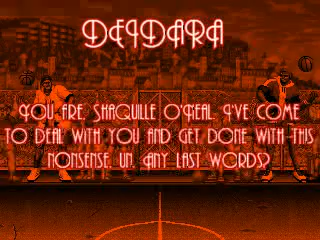 DEIDARA
YOU ARE, SHAQUILLE O'NEAL. I'VE COME
TO DEAL WITH YOU AND GET DONE WITH THIS
NONSENSE, UN. ANY LAST WORDS?